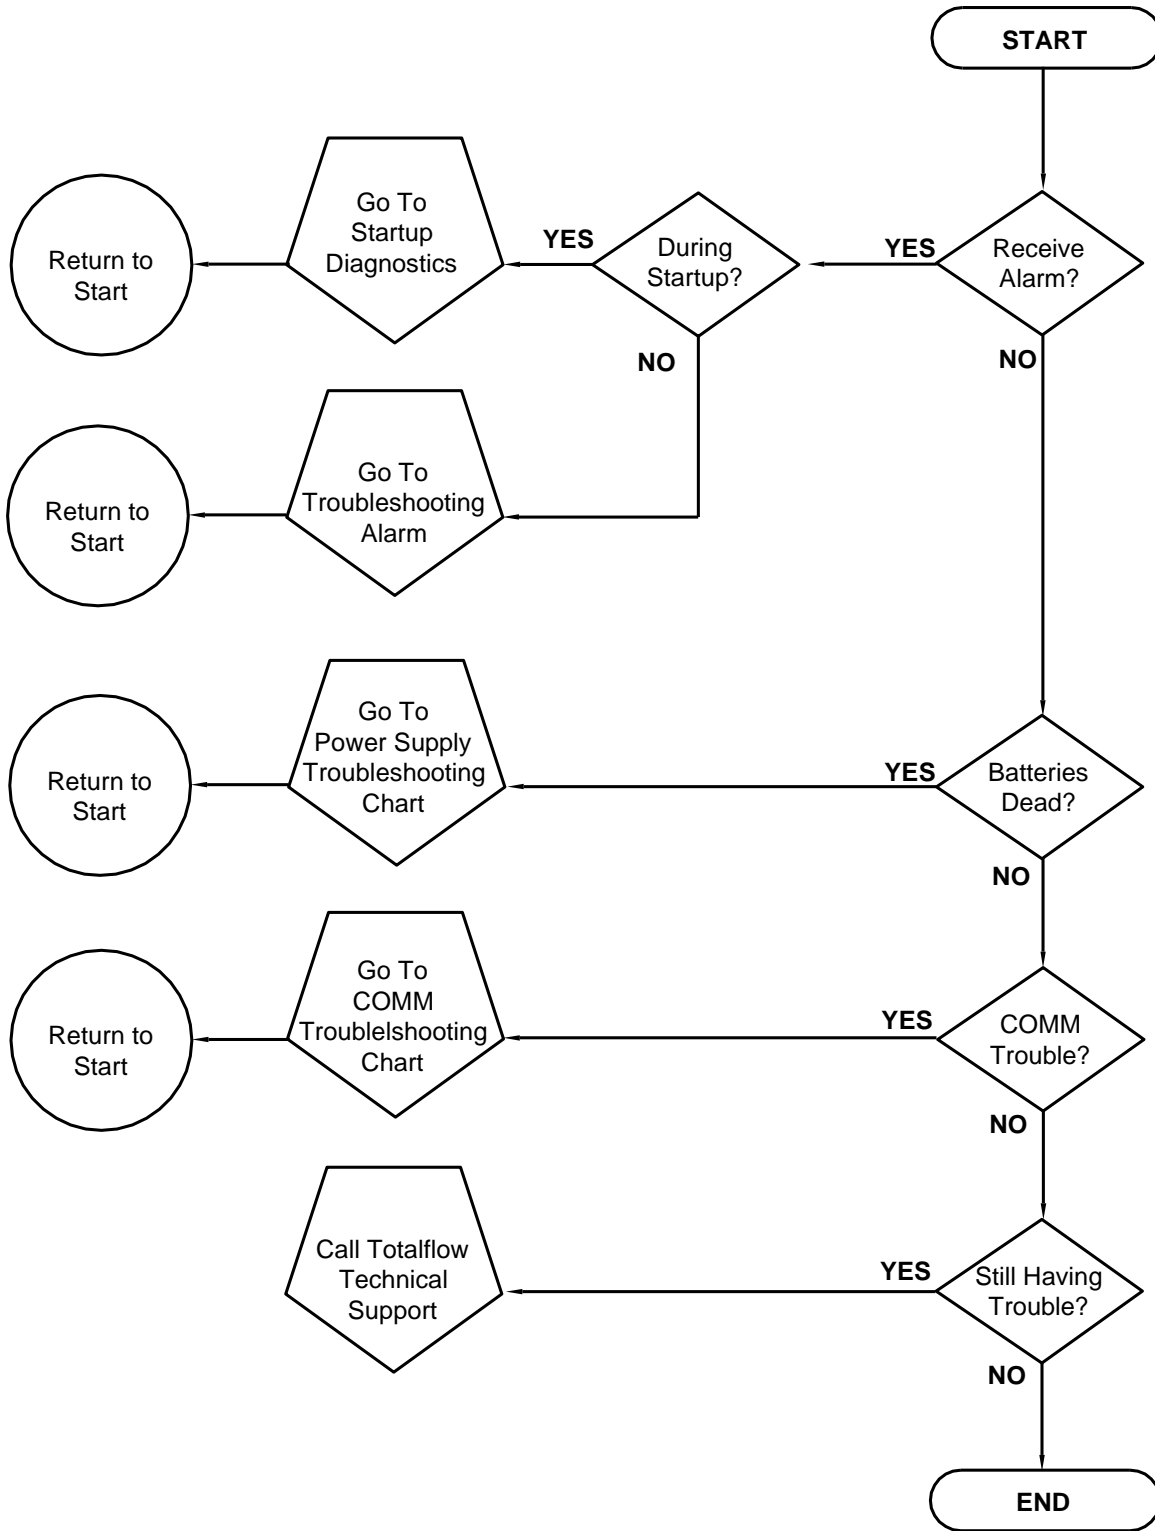 START
Return to
Start
Go To
Startup
Diagnostics
YES
During
Startup?
YES
Receive
Alarm?
NO
NO
Return to
Start
Go To
Troubleshooting
Alarm
Return to
Start
Go To
Power Supply
Troubleshooting
Chart
YES
Batteries
Dead?
NO
Return to
Start
Go To
COMM
Troublelshooting
Chart
YES
COMM
Trouble?
NO
Call Totalflow
Technical
Support
YES
Still Having
Trouble?
NO
END